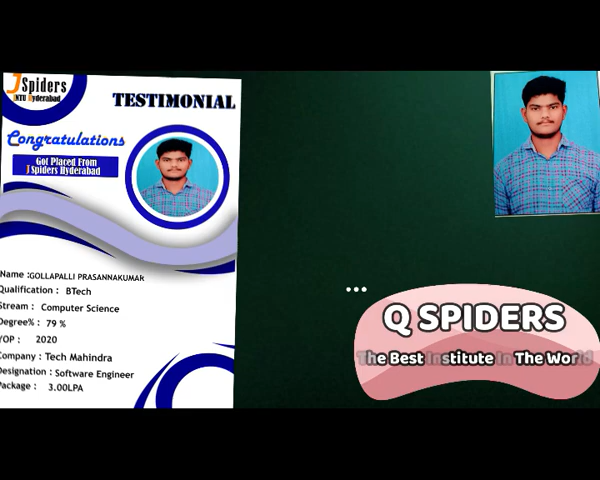 J Spiders
JNTU Hyderabad
TESTIMONIAL
Congratulations
Got Placed From
J Spiders Hyderabad
Name : GOLLAPALLI PRASANNAKUMAR
Qualification : BTech
Stream : Computer Science
Degree% : 79 %
YOP : 2020
Company : Tech Mahindra
Designation : Software Engineer
Package : 3.00LPA
...
Q SPIDERS
The Best Institute In The World